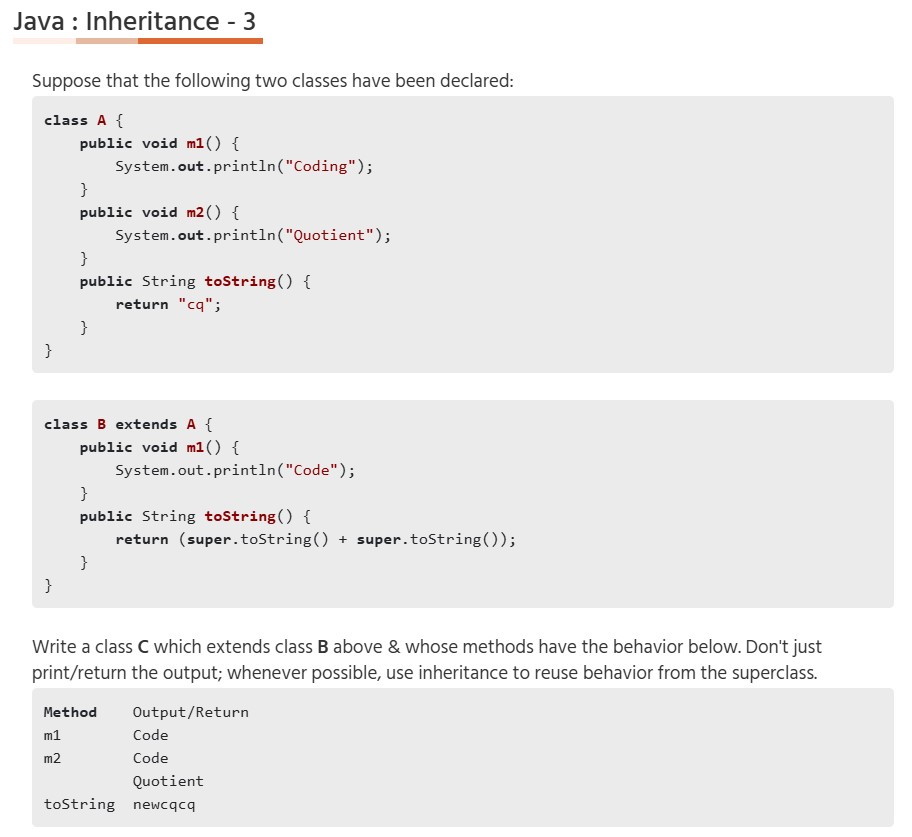 Java : Inheritance - 3
Suppose that the following two classes have been declared:
class A {
    public void m1() {
        System.out.println("Coding");
    }
    public void m2() {
        System.out.println("Quotient");
    }
    public String toString() {
        return "cq";
    }
}
class B extends A {
    public void m1() {
        System.out.println("Code");
    }
    public String toString() {
        return (super.toString() + super.toString());
    }
}
Write a class C which extends class B above & whose methods have the behavior below. Don't just
print/return the output; whenever possible, use inheritance to reuse behavior from the superclass.
Method    Output/Return
m1        Code
m2        Code
          Quotient
toString  newcqcq